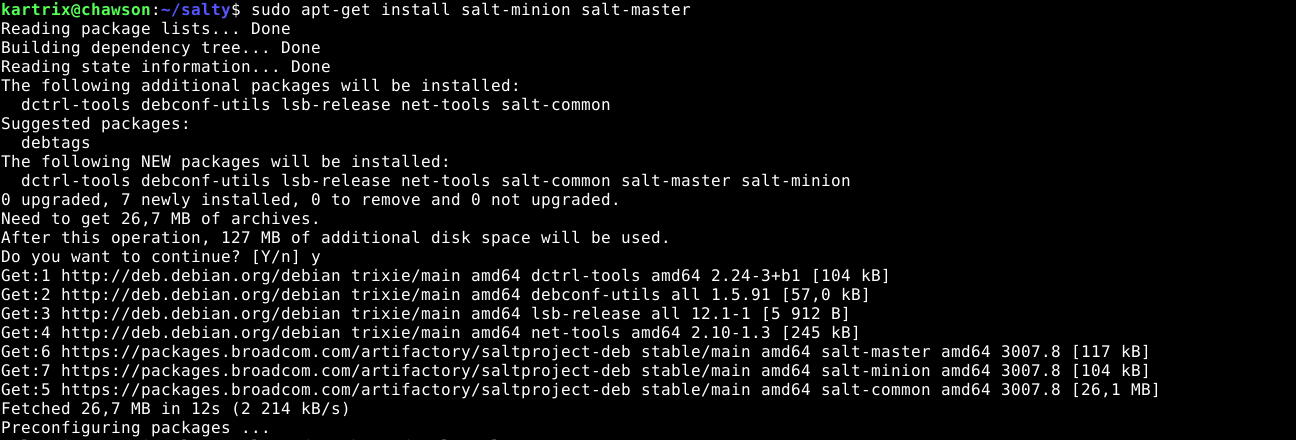 kartrix@chawson:~/salty$ sudo apt-get install salt-minion salt-master
Reading package lists... Done
Building dependency tree... Done
Reading state information... Done
The following additional packages will be installed:
  dctrl-tools debconf-utils lsb-release net-tools salt-common
Suggested packages:
  debtags
The following NEW packages will be installed:
  dctrl-tools debconf-utils lsb-release net-tools salt-common salt-master salt-minion
0 upgraded, 7 newly installed, 0 to remove and 0 not upgraded.
Need to get 26,7 MB of archives.
After this operation, 127 MB of additional disk space will be used.
Do you want to continue? [Y/n] y
Get:1 http://deb.debian.org/debian trixie/main amd64 dctrl-tools amd64 2.24-3+b1 [104 kB]
Get:2 http://deb.debian.org/debian trixie/main amd64 debconf-utils all 1.5.91 [57,0 kB]
Get:3 http://deb.debian.org/debian trixie/main amd64 lsb-release all 12.1-1 [5 912 B]
Get:4 http://deb.debian.org/debian trixie/main amd64 net-tools amd64 2.10-1.3 [245 kB]
Get:6 https://packages.broadcom.com/artifactory/saltproject-deb stable/main amd64 salt-master amd64 3007.8 [117 kB]
Get:7 https://packages.broadcom.com/artifactory/saltproject-deb stable/main amd64 salt-minion amd64 3007.8 [104 kB]
Get:5 https://packages.broadcom.com/artifactory/saltproject-deb stable/main amd64 salt-common amd64 3007.8 [26,1 MB]
Fetched 26,7 MB in 12s (2 214 kB/s)
Preconfiguring packages ...